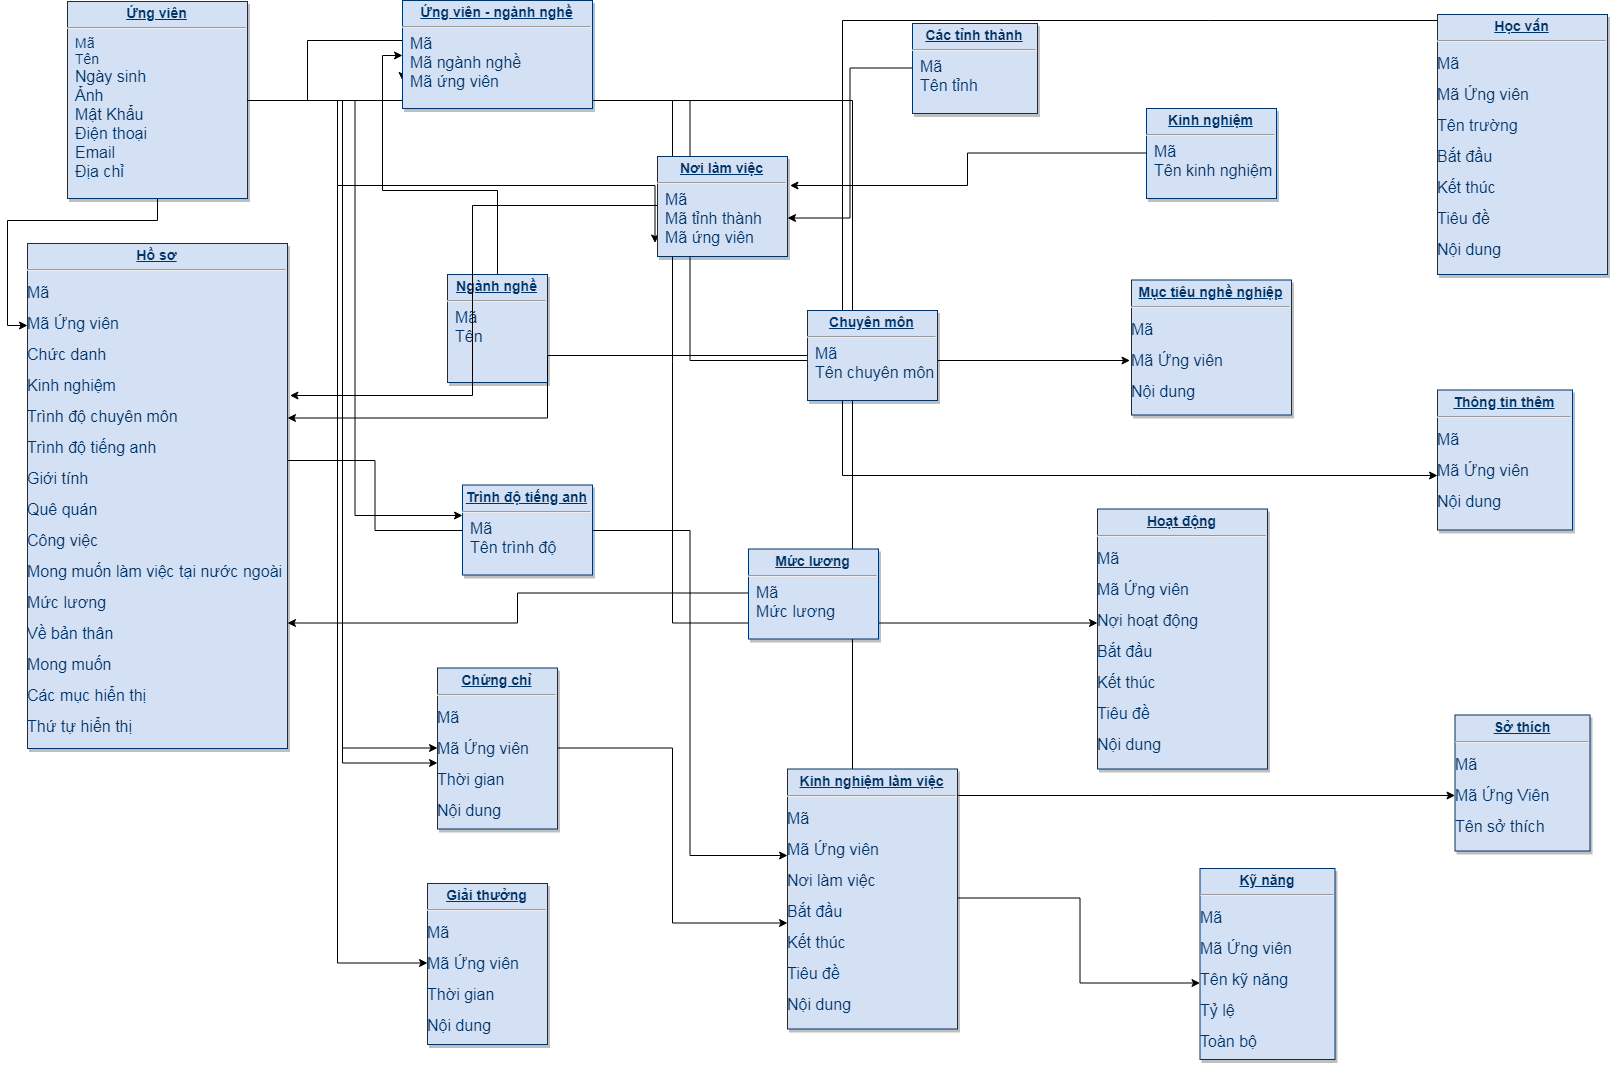 Ứng viên
Mã
Tên
Ngày sinh
Ảnh
Mật Khẩu
Điện thoại
Email
Địa chỉ
Ứng viên - ngành nghề
Mã
Mã ngành nghề
Mã ứng viên
Các tỉnh thành
Mã
Tên tỉnh
Học vấn
Mã
Mã Ứng viên
Tên trường
Bắt đầu
Kết thúc
Tiêu đề
Nội dung
Kinh nghiệm
Mã
Tên kinh nghiệm
Nơi làm việc
Mã
Mã tỉnh thành
Mã ứng viên
Hồ sơ
Mã
Mã Ứng viên
Chức danh
Kinh nghiệm
Trình độ chuyên môn
Trình độ tiếng anh
Giới tính
Quê quán
Công việc
Mong muốn làm việc tại nước ngoài
Mức lương
Về bản thân
Mong muốn
Các mục hiển thị
Thứ tự hiển thị
Ngành nghề
Mã
Tên
Chuyên môn
Mã
Tên chuyên môn
Mục tiêu nghề nghiệp
Mã
Mã Ứng viên
Nội dung
Thông tin thêm
Mã
Mã Ứng viên
Nội dung
Trình độ tiếng anh
Mã
Tên trình độ
Hoạt động
Mã
Mã Ứng viên
Nợi hoạt động
Bắt đầu
Kết thúc
Tiêu đề
Nội dung
Mức lương
Mã
Mức lương
Chứng chỉ
Mã
Mã Ứng viên
Thời gian
Nội dung
Sở thích
Mã
Mã Ứng Viên
Tên sở thích
Kinh nghiệm làm việc
Mã
Mã Ứng viên
Nơi làm việc
Bắt đầu
Kết thúc
Tiêu đề
Nội dung
Kỹ năng
Mã
Mã Ứng viên
Tên kỹ năng
Tỷ lệ
Toàn bộ
Giải thưởng
Mã
Mã Ứng viên
Thời gian
Nội dung